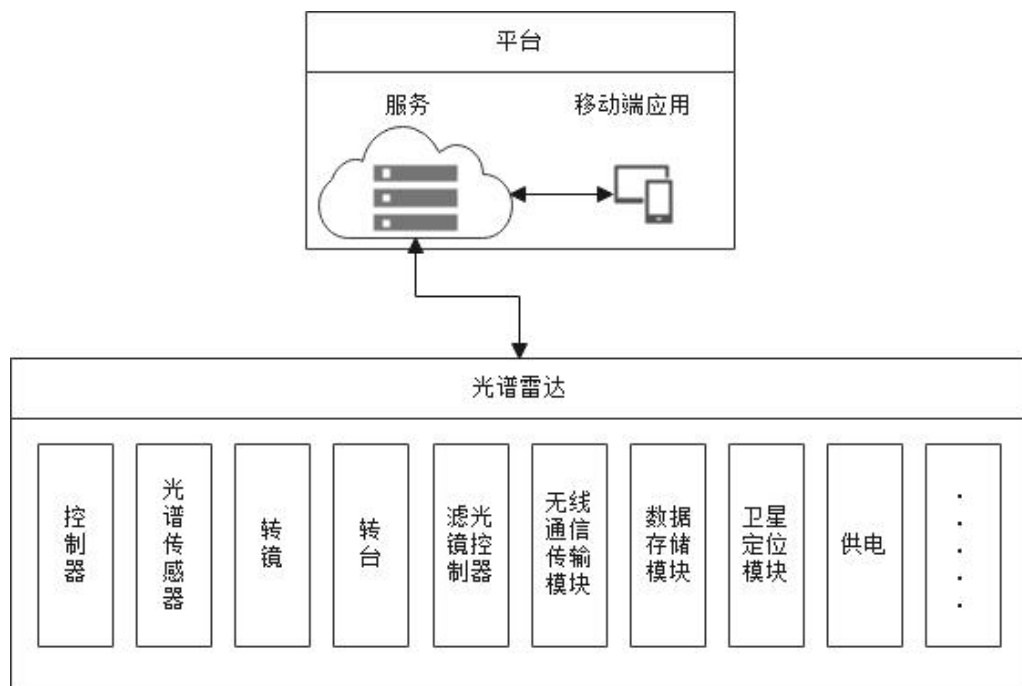 平台
服务
移动端应用
光谱雷达
控
制
器
光
谱
传
感
器
转
镜
转
台
滤光
镜控
制器
无线
通信
传输
模块
数据
存储
模块
卫星
定位
模块
供电
.
.
.
.
.